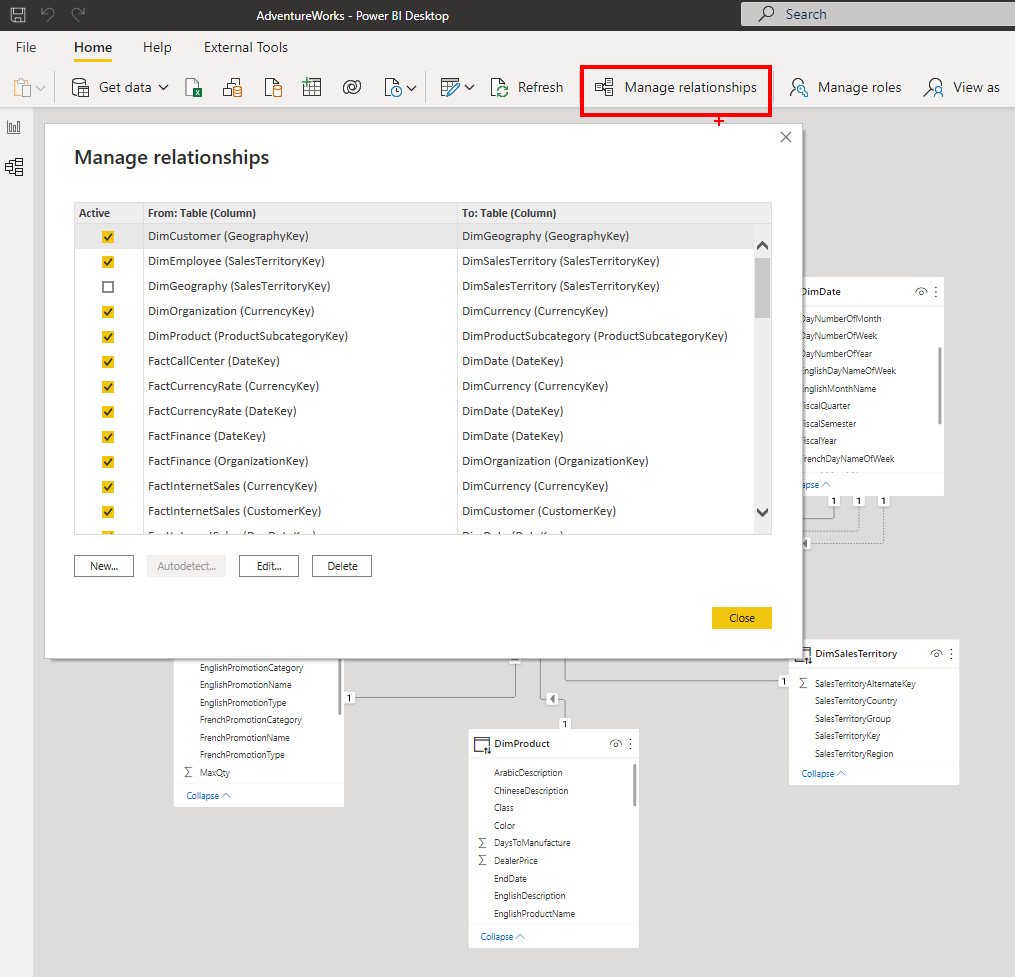 AdventureWorks - Power BI Desktop
Search
File Home Help External Tools
Get data Refresh Manage relationships Manage roles View as
Manage relationships
Active From: Table (Column) To: Table (Column)
DimCustomer (GeographyKey) DimGeography (GeographyKey)
DimEmployee (SalesTerritoryKey) DimSalesTerritory (SalesTerritoryKey)
DimGeography (SalesTerritoryKey) DimSalesTerritory (SalesTerritoryKey)
DimOrganization (CurrencyKey) DimCurrency (CurrencyKey)
DimProduct (ProductSubcategoryKey) DimProductSubcategory (ProductSubcategoryKey)
FactCallCenter (DateKey) DimDate (DateKey)
FactCurrencyRate (CurrencyKey) DimCurrency (CurrencyKey)
FactCurrencyRate (DateKey) DimDate (DateKey)
FactFinance (DateKey) DimDate (DateKey)
FactFinance (OrganizationKey) DimOrganization (OrganizationKey)
FactInternetSales (CurrencyKey) DimCurrency (CurrencyKey)
FactInternetSales (CustomerKey) DimCustomer (CustomerKey)
New... Autodetect... Edit... Delete
Close
DimDate
DayNumberOfMonth
DayNumberOfWeek
DayNumberOfYear
EnglishDayNameOfWeek
EnglishMonthName
FiscalQuarter
FiscalSemester
FiscalYear
FrenchDayNameOfWeek
apse
1 1 1
EnglishPromotionCategory
EnglishPromotionName
EnglishPromotionType
FrenchPromotionCategory
FrenchPromotionName
FrenchPromotionType
Σ MaxQty
Collapse
1
1
DimProduct
ArabicDescription
ChineseDescription
Class
Color
Σ DaysToManufacture
Σ DealerPrice
EndDate
EnglishDescription
EnglishProductName
Collapse
1
DimSalesTerritory
Σ SalesTerritoryAlternateKey
SalesTerritoryCountry
SalesTerritoryGroup
SalesTerritoryKey
SalesTerritoryRegion
Collapse